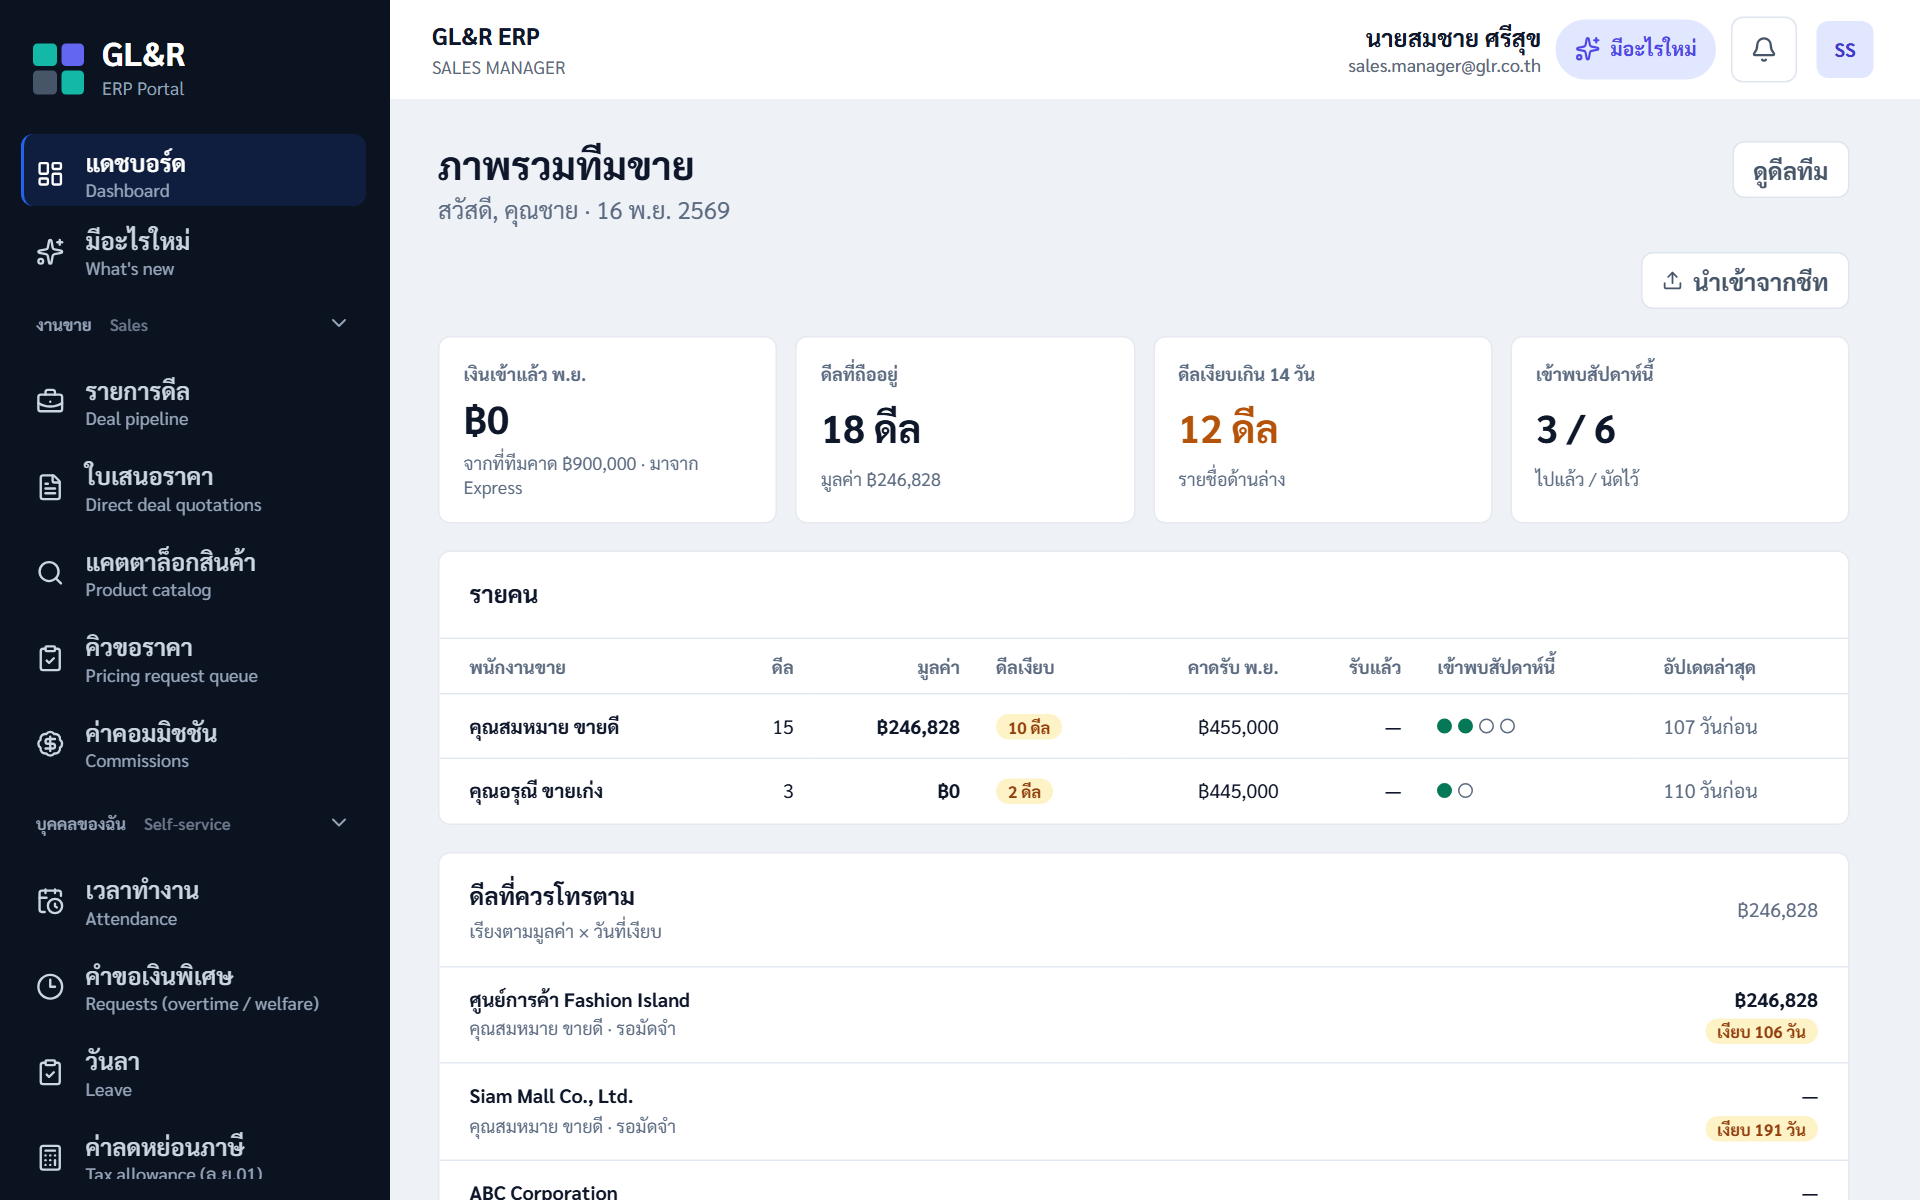 GL&R
ERP Portal
แดชบอร์ด
Dashboard
มีอะไรใหม่
What's new
งานขาย Sales
รายการดีล
Deal pipeline
ใบเสนอราคา
Direct deal quotations
แคตตาล็อกสินค้า
Product catalog
คิวขอราคา
Pricing request queue
ค่าคอมมิชชัน
Commissions
บุคคลของฉัน Self-service
เวลาทำงาน
Attendance
คำขอเงินพิเศษ
Requests (overtime / welfare)
วันลา
Leave
ค่าลดหย่อนภาษี
Tax allowance (ล.ย.01)
GL&R ERP
SALES MANAGER
นายสมชาย ศรีสุข
sales.manager@glr.co.th
มีอะไรใหม่
SS
ภาพรวมทีมขาย
สวัสดี, คุณชาย · 16 พ.ย. 2569
ดูดีลทีม
นำเข้าจากชีท
เงินเข้าแล้ว พ.ย.
฿0
จากที่ทีมคาด ฿900,000 · มาจาก
Express
ดีลที่ถืออยู่
18 ดีล
มูลค่า ฿246,828
ดีลเงียบเกิน 14 วัน
12 ดีล
รายชื่อด้านล่าง
เข้าพบสัปดาห์นี้
3 / 6
ไปแล้ว / นัดไว้
รายคน
พนักงานขาย ดีล มูลค่า ดีลเงียบ คาดรับ พ.ย. รับแล้ว เข้าพบสัปดาห์นี้ อัปเดตล่าสุด
คุณสมหมาย ขายดี 15 ฿246,828 10 ดีล ฿455,000 — 107 วันก่อน
คุณอรุณี ขายเก่ง 3 ฿0 2 ดีล ฿445,000 — 110 วันก่อน
ดีลที่ควรโทรตาม
เรียงตามมูลค่า × วันที่เงียบ
฿246,828
ศูนย์การค้า Fashion Island
คุณสมหมาย ขายดี · รอมัดจำ
฿246,828
เงียบ 106 วัน
Siam Mall Co., Ltd.
คุณสมหมาย ขายดี · รอมัดจำ
—
เงียบ 191 วัน
ABC Corporation
—